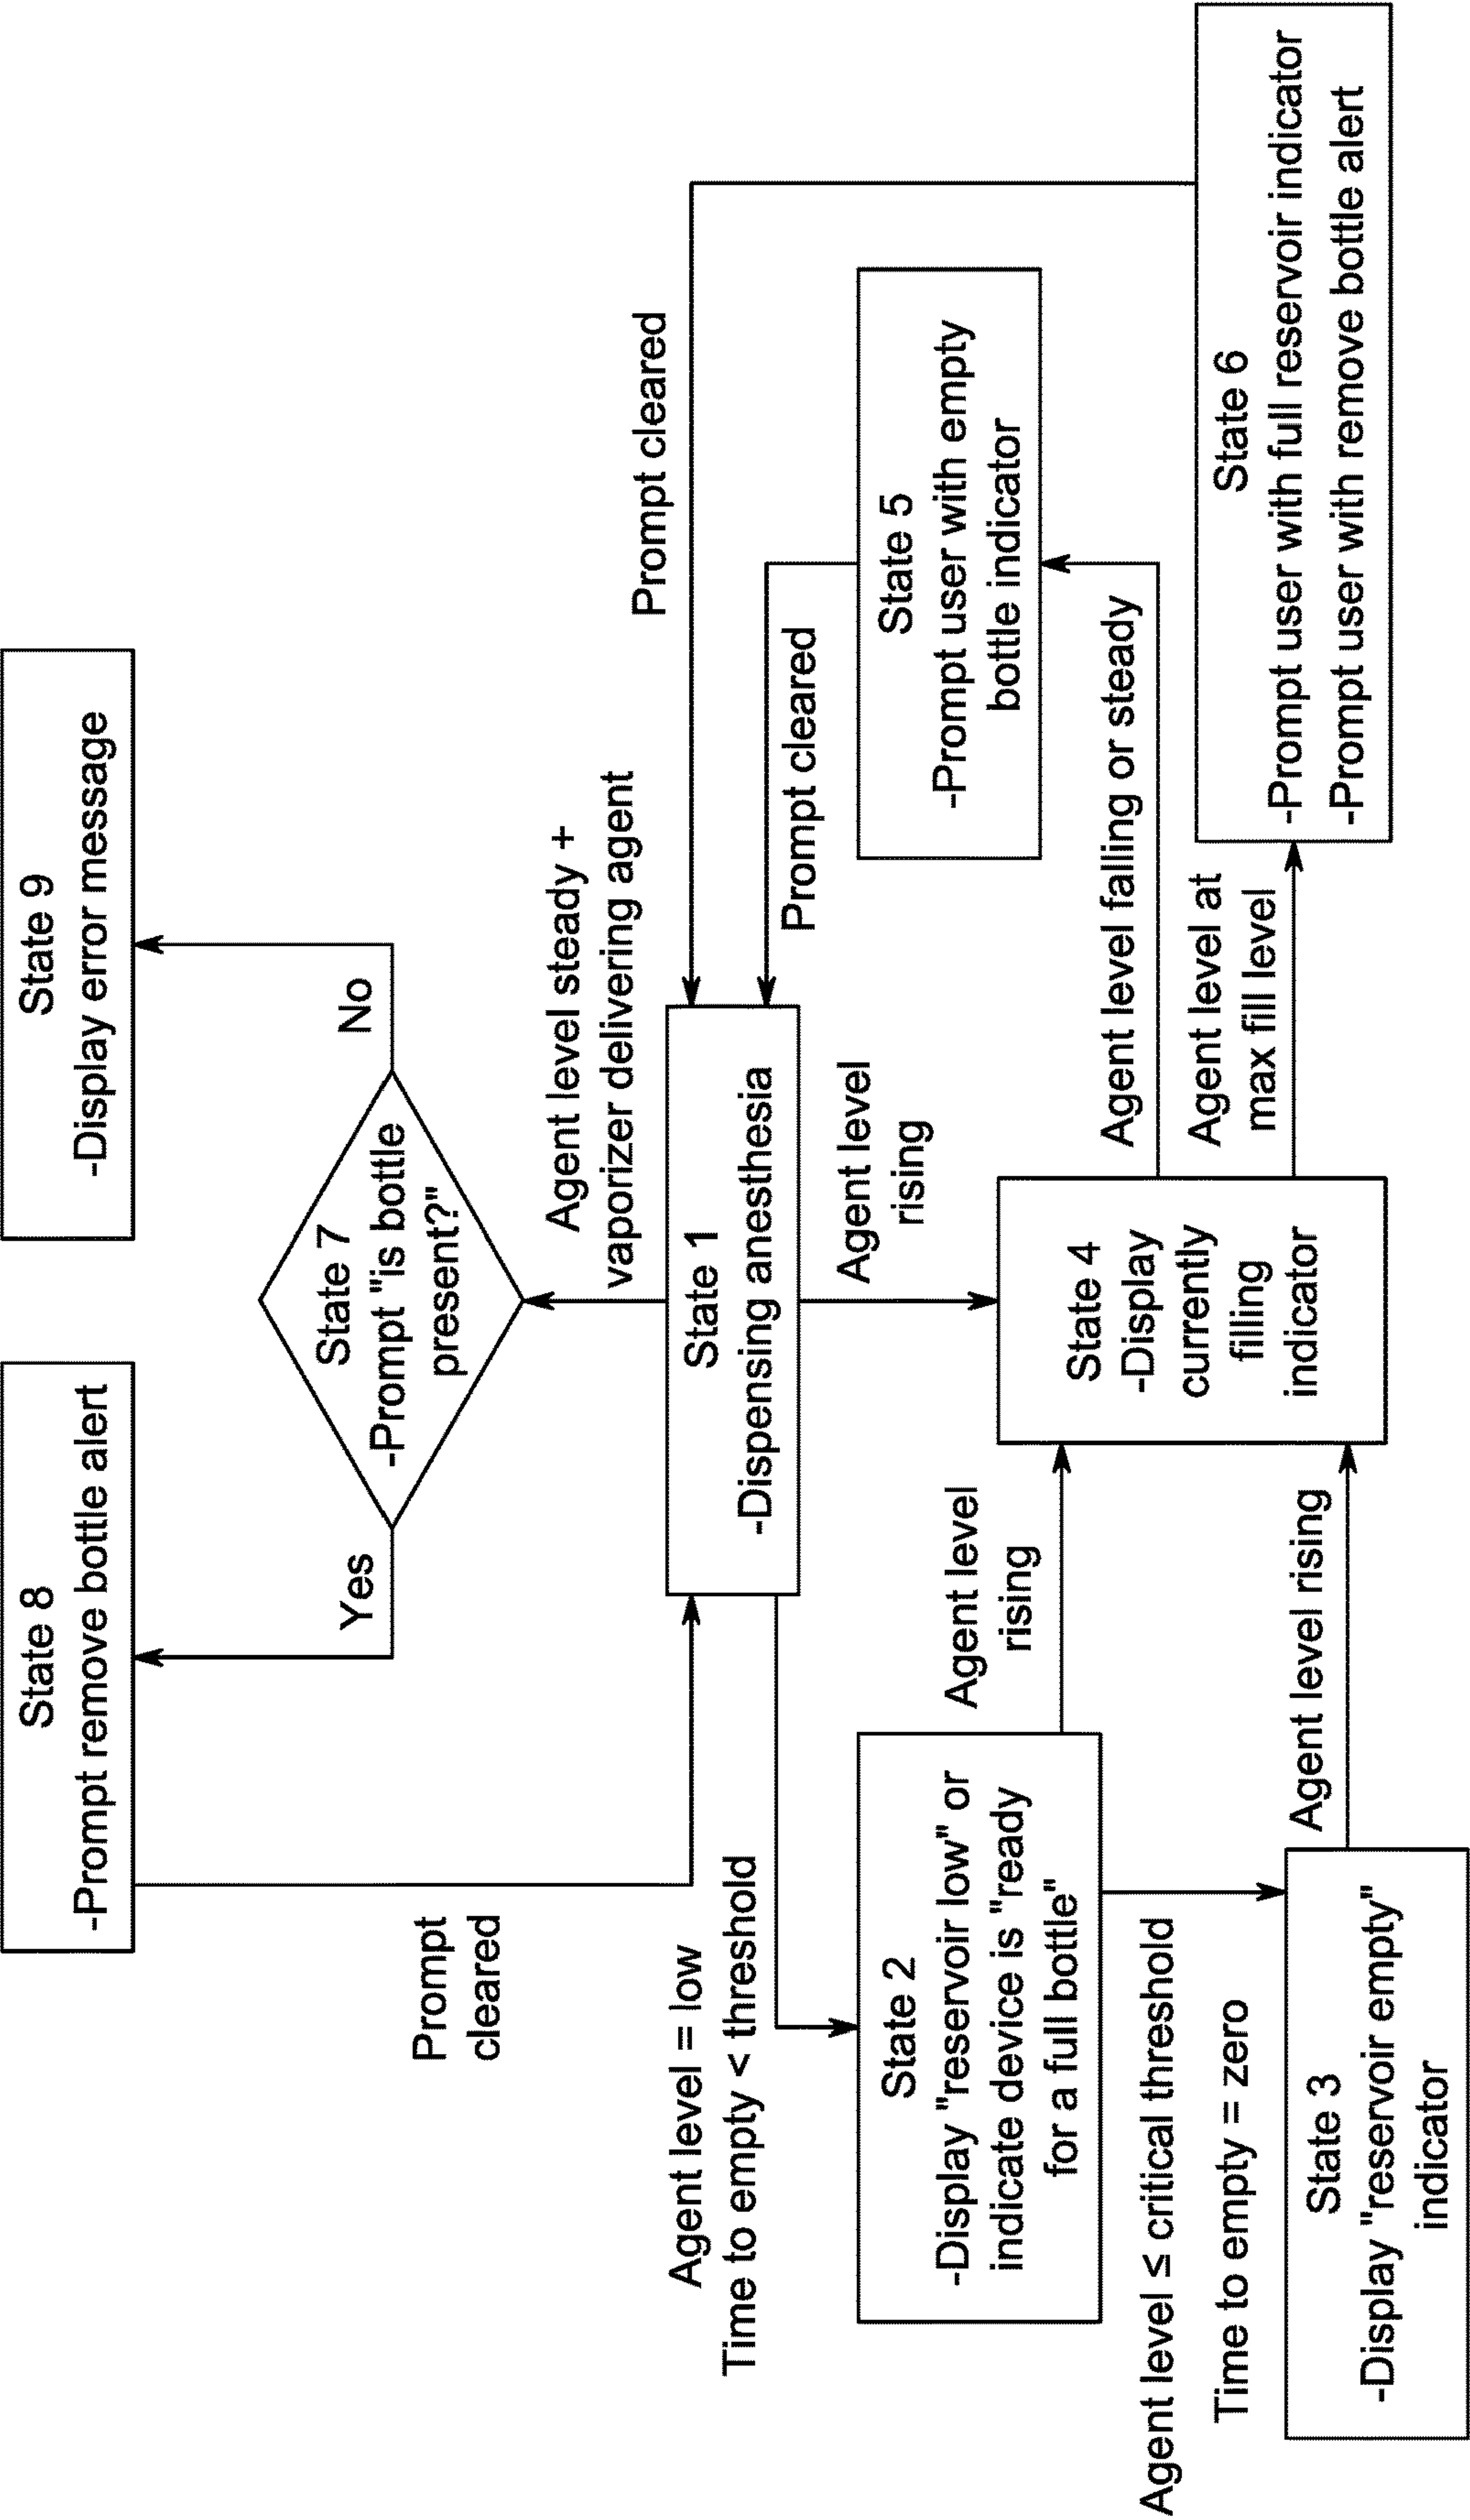 State 8
-Prompt remove bottle alert
State 9
-Display error message
Yes
State 7
-Prompt "is bottle
present?"
No
Prompt
cleared
Agent level steady +
vaporizer delivering agent
Prompt cleared
Agent level = low
Time to empty < threshold
State 1
-Dispensing anesthesia
Prompt cleared
Agent level
rising
State 2
-Display "reservoir low" or
indicate device is "ready
for a full bottle"
Agent level
rising
State 5
-Prompt user with empty
bottle indicator
Agent level falling or steady
Agent level ≤ critical threshold
Time to empty = zero
State 4
-Display
currently
filling
indicator
Agent level at
max fill level
Agent level rising
State 3
-Display "reservoir empty"
indicator
State 6
-Prompt user with full reservoir indicator
-Prompt user with remove bottle alert